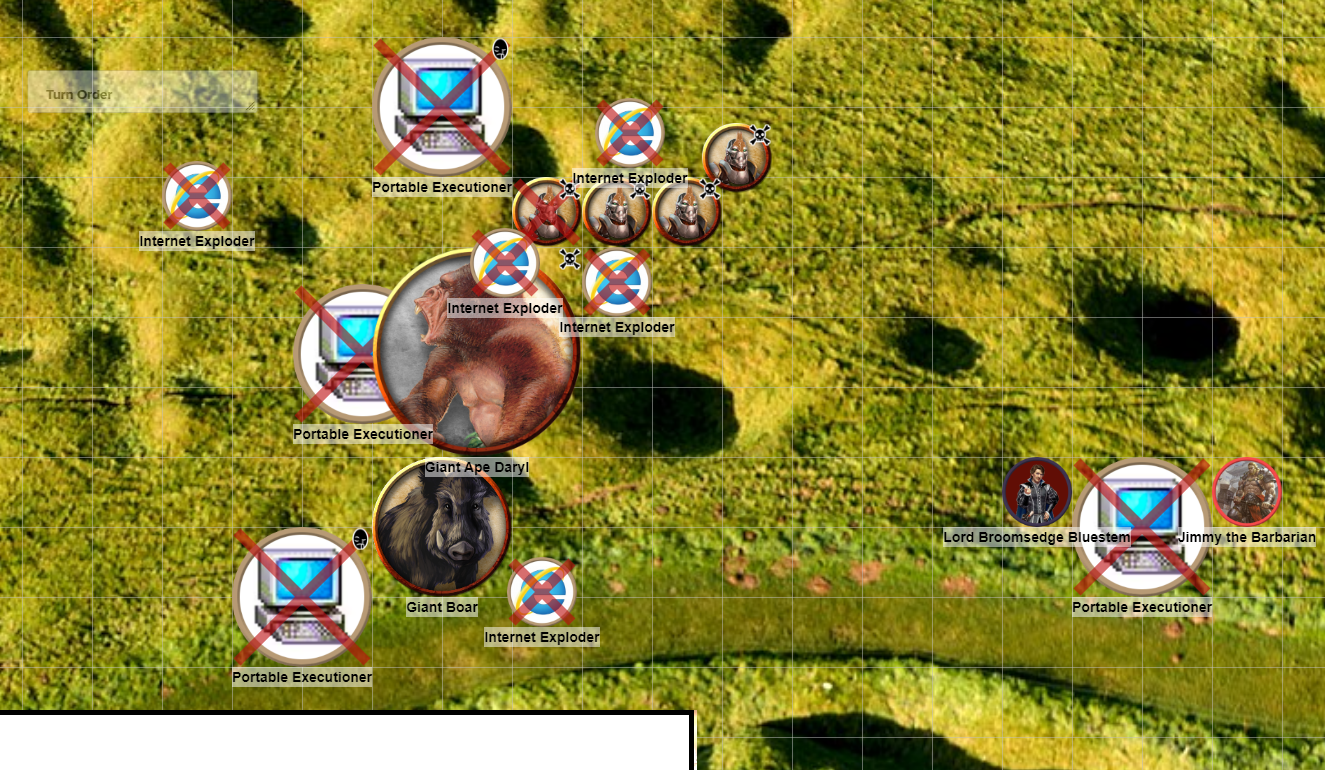 Turn Order
Portable Executioner
Internet Exploder
Internet Exploder
Internet Exploder
Internet Exploder
Portable Executioner
Giant Ape Daryl
Lord Broomsedge Bluestem
Jimmy the Barbarian
Giant Boar
Portable Executioner
Internet Exploder
Portable Executioner